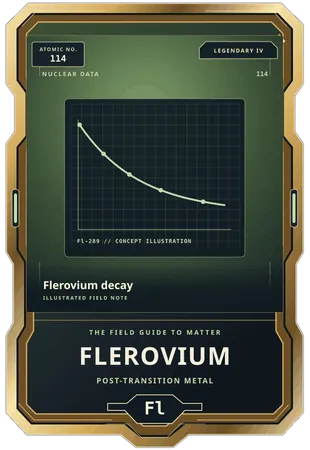 ATOMIC NO.
114
LEGENDARY IV
NUCLEAR DATA
114
Fl-289 // CONCEPT ILLUSTRATION
Flerovium decay
ILLUSTRATED FIELD NOTE
THE FIELD GUIDE TO MATTER
FLEROVIUM
POST-TRANSITION METAL
Fl